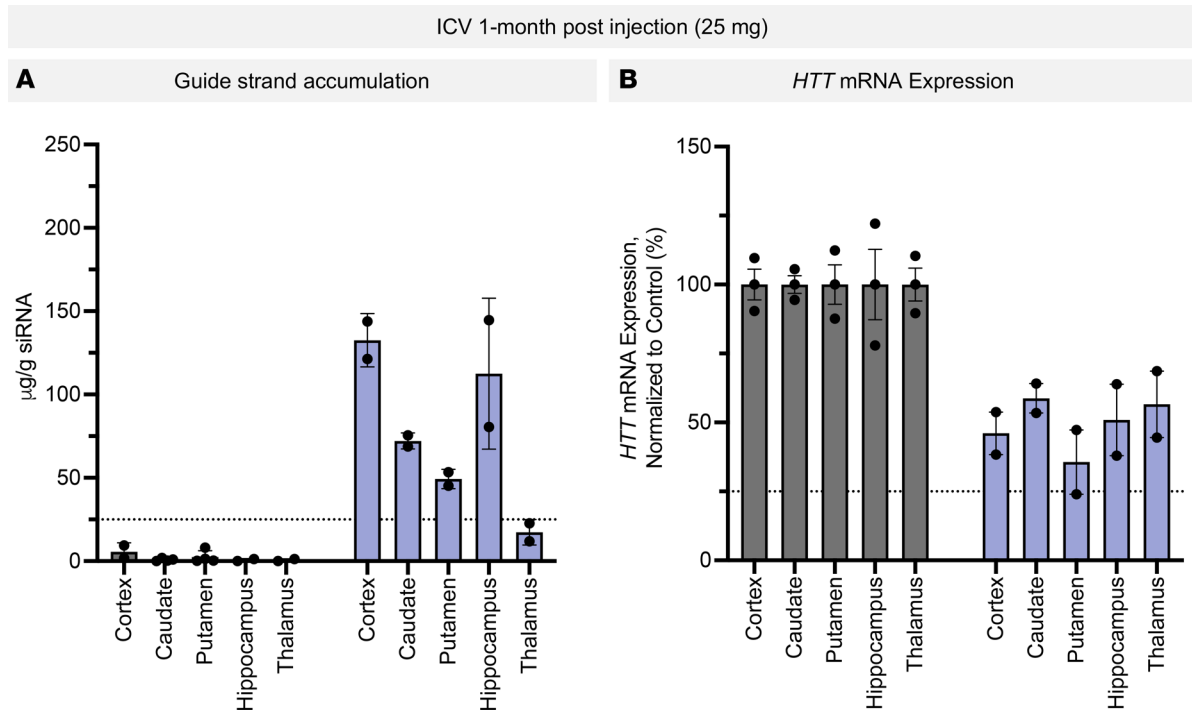 ICV 1-month post injection (25 mg)
A
Guide strand accumulation
250
200
150
100
50
0
µg/g siRNA
Cortex
Caudate
Putamen
Hippocampus
Thalamus
Cortex
Caudate
Putamen
Hippocampus
Thalamus
B
HTT mRNA Expression
150
100
50
0
HTT mRNA Expression,
Normalized to Control (%)
Cortex
Caudate
Putamen
Hippocampus
Thalamus
Cortex
Caudate
Putamen
Hippocampus
Thalamus